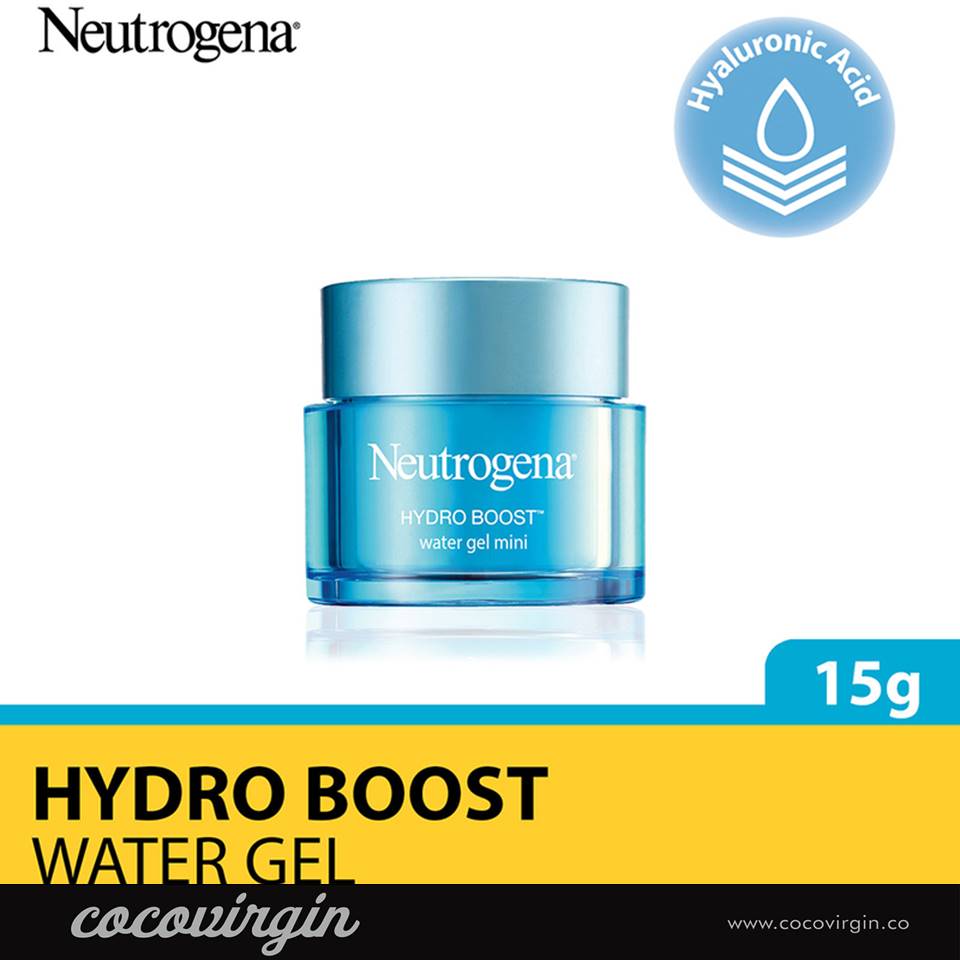 Neutrogena®
Hyaluronic Acid
Neutrogena®
HYDRO BOOST™
water gel mini
15g
HYDRO BOOST
WATER GEL
cocovirgin
www.cocovirgin.co